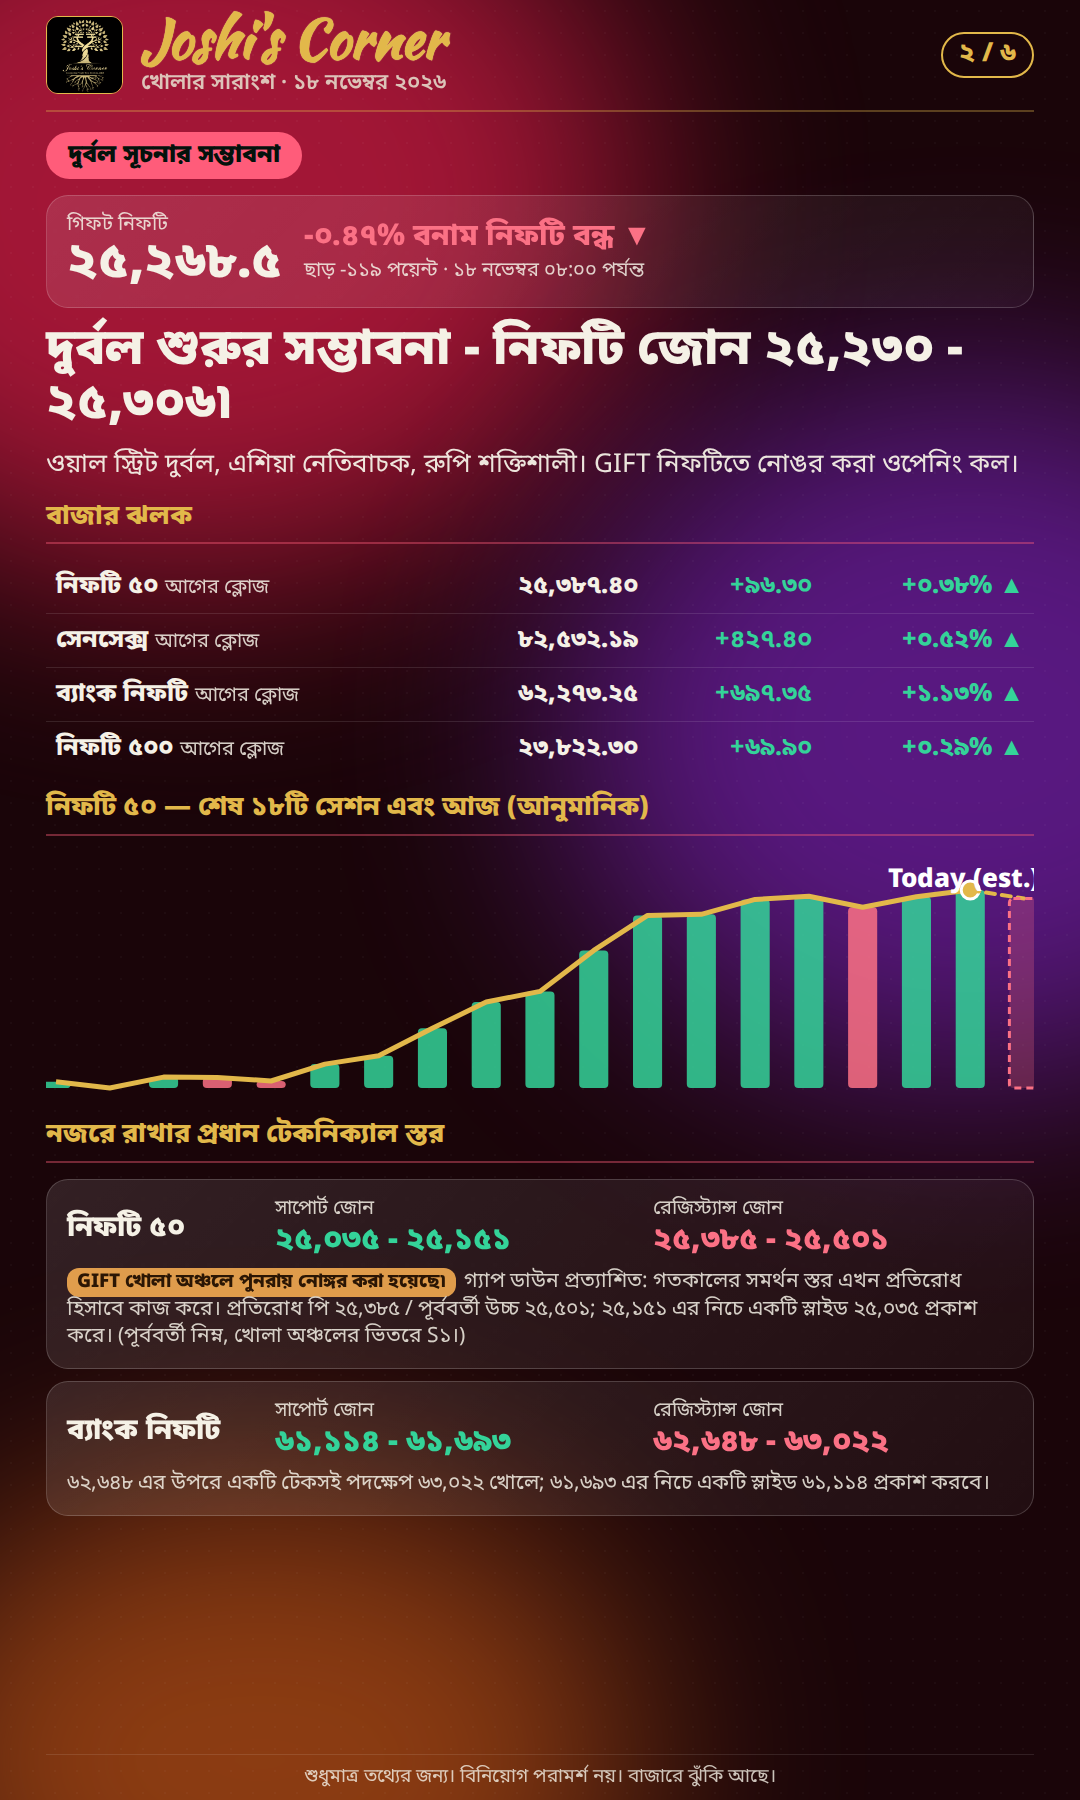 Joshi's Corner
Joshi's Corner
খোলার সারাংশ · ১৮ নভেম্বর ২০২৬
২ / ৬
দুর্বল সূচনার সম্ভাবনা
গিফট নিফটি
২৫,২৬৮.৫
-০.৪৭% বনাম নিফটি বন্ধ ▼
ছাড় -১১৯ পয়েন্ট · ১৮ নভেম্বর ০৮:০০ পর্যন্ত
দুর্বল শুরুর সম্ভাবনা - নিফটি জোন ২৫,২৩০ -
২৫,৩০৬।
ওয়াল স্ট্রিট দুর্বল, এশিয়া নেতিবাচক, রুপি শক্তিশালী। GIFT নিফটিতে নোঙর করা ওপেনিং কল।
বাজার ঝলক
নিফটি ৫০ আগের ক্লোজ ২৫,৩৮৭.৪০ +৯৬.৩০ +০.৩৮% ▲
সেনসেক্স আগের ক্লোজ ৮২,৫৩২.১৯ +৪২৭.৪০ +০.৫২% ▲
ব্যাংক নিফটি আগের ক্লোজ ৬২,২৭৩.২৫ +৬৯৭.৩৫ +১.১৩% ▲
নিফটি ৫০০ আগের ক্লোজ ২৩,৮২২.৩০ +৬৯.৯০ +০.২৯% ▲
নিফটি ৫০ — শেষ ১৮টি সেশন এবং আজ (আনুমানিক)
Today (est.)
নজরে রাখার প্রধান টেকনিক্যাল স্তর
নিফটি ৫০
সাপোর্ট জোন
২৫,০৩৫ - ২৫,১৫১
রেজিস্ট্যান্স জোন
২৫,৩৮৫ - ২৫,৫০১
GIFT খোলা অঞ্চলে পুনরায় নোঙ্গর করা হয়েছে। গ্যাপ ডাউন প্রত্যাশিত: গতকালের সমর্থন স্তর এখন প্রতিরোধ
হিসাবে কাজ করে। প্রতিরোধ পি ২৫,৩৮৫ / পূর্ববর্তী উচ্চ ২৫,৫০১; ২৫,১৫১ এর নিচে একটি স্লাইড ২৫,০৩৫ প্রকাশ
করে। (পূর্ববর্তী নিম্ন, খোলা অঞ্চলের ভিতরে S১।)
ব্যাংক নিফটি
সাপোর্ট জোন
৬১,১১৪ - ৬১,৬৯৩
রেজিস্ট্যান্স জোন
৬২,৬৪৮ - ৬৩,০২২
৬২,৬৪৮ এর উপরে একটি টেকসই পদক্ষেপ ৬৩,০২২ খোলে; ৬১,৬৯৩ এর নিচে একটি স্লাইড ৬১,১১৪ প্রকাশ করবে।
শুধুমাত্র তথ্যের জন্য। বিনিয়োগ পরামর্শ নয়। বাজারে ঝুঁকি আছে।